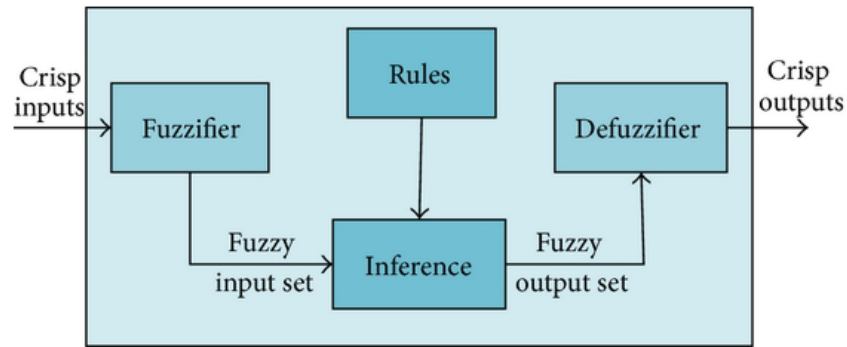 Crisp
inputs
Fuzzifier
Rules
Defuzzifier
Crisp
outputs
Fuzzy
input set
Inference
Fuzzy
output set